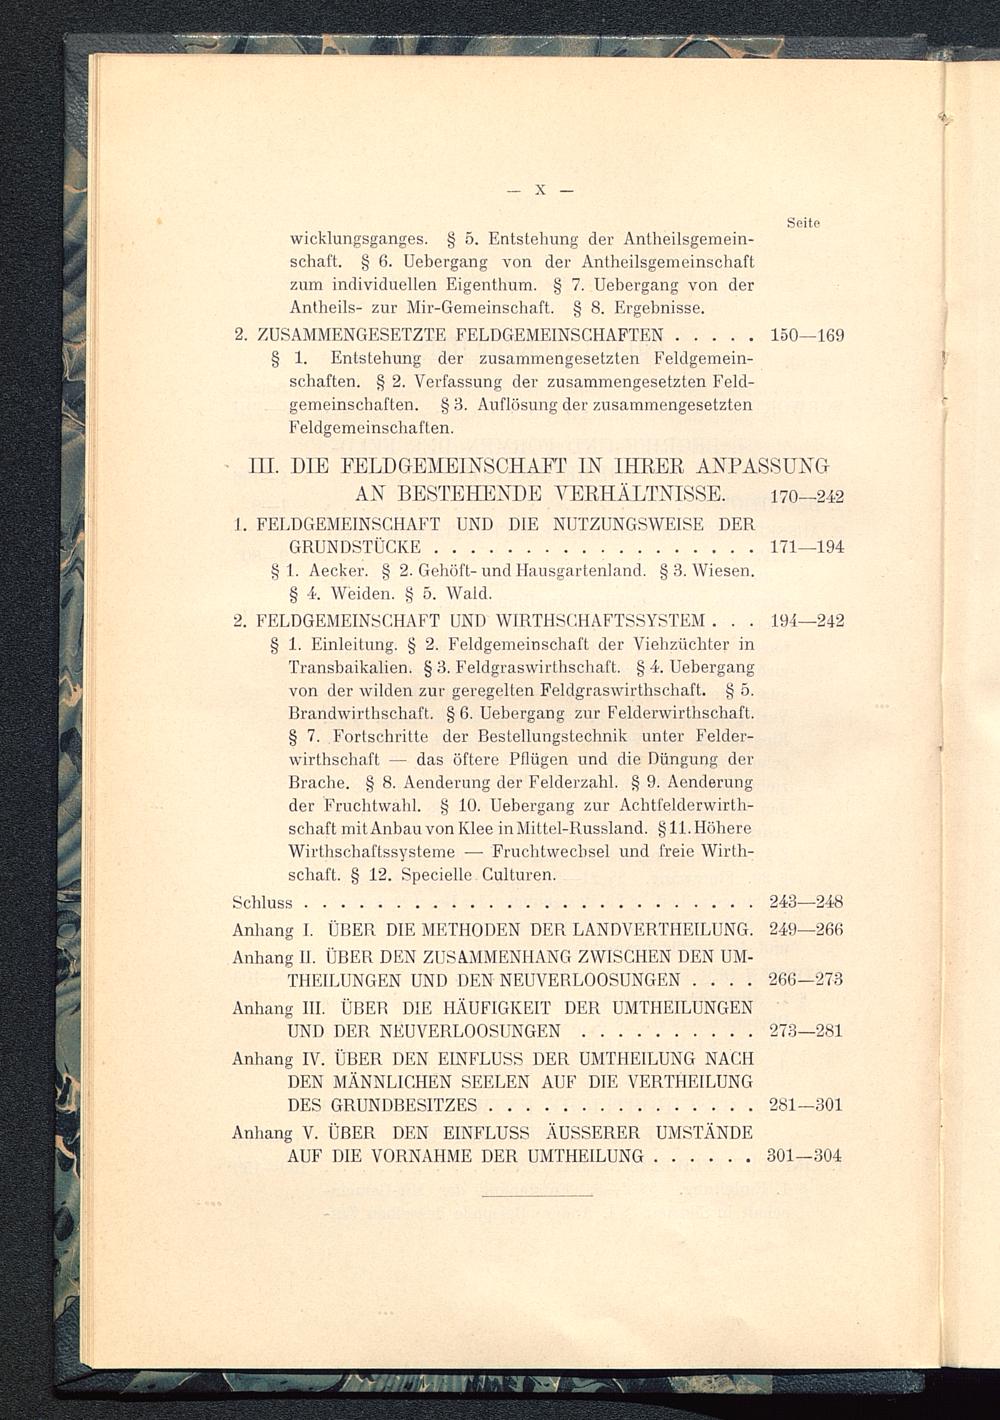 — X —
Seite
wicklungsganges. § 5. Entstehung der Antheilsgemein-
schaft. § 6. Uebergang von der Antheilsgemeinschaft
zum individuellen Eigenthum. § 7. Uebergang von der
Antheils- zur Mir-Gemeinschaft. § 8. Ergebnisse.
2. ZUSAMMENGESETZTE FELDGEMEINSCHAFTEN . . . . . 150—169
§ 1. Entstehung der zusammengesetzten Feldgemein-
schaften. § 2. Verfassung der zusammengesetzten Feld-
gemeinschaften. § 3. Auflösung der zusammengesetzten
Feldgemeinschaften.
III. DIE FELDGEMEINSCHAFT IN IHRER ANPASSUNG
AN BESTEHENDE VERHÄLTNISSE. 170—242
1. FELDGEMEINSCHAFT UND DIE NUTZUNGSWEISE DER
GRUNDSTÜCKE . . . . . . . . . . . . . . . . . . 171—194
§ 1. Aecker. § 2. Gehöft- und Hausgartenland. § 3. Wiesen.
§ 4. Weiden. § 5. Wald.
2. FELDGEMEINSCHAFT UND WIRTHSCHAFTSSYSTEM . . . 194—242
§ 1. Einleitung. § 2. Feldgemeinschaft der Viehzüchter in
Transbaikalien. § 3. Feldgraswirthschaft. § 4. Uebergang
von der wilden zur geregelten Feldgraswirthschaft. § 5.
Brandwirthschaft. § 6. Uebergang zur Felderwirthschaft.
§ 7. Fortschritte der Bestellungstechnik unter Felder-
wirthschaft — das öftere Pflügen und die Düngung der
Brache. § 8. Aenderung der Felderzahl. § 9. Aenderung
der Fruchtwahl. § 10. Uebergang zur Achtfelderwirth-
schaft mit Anbau von Klee in Mittel-Russland. § 11. Höhere
Wirthschaftssysteme — Fruchtwechsel und freie Wirth-
schaft. § 12. Specielle Culturen.
Schluss . . . . . . . . . . . . . . . . . . . . . . . . . 243—248
Anhang I. ÜBER DIE METHODEN DER LANDVERTHEILUNG. 249—266
Anhang II. ÜBER DEN ZUSAMMENHANG ZWISCHEN DEN UM-
THEILUNGEN UND DEN NEUVERLOOSUNGEN . . . . 266—273
Anhang III. ÜBER DIE HÄUFIGKEIT DER UMTHEILUNGEN
UND DER NEUVERLOOSUNGEN . . . . . . . . . . 273—281
Anhang IV. ÜBER DEN EINFLUSS DER UMTHEILUNG NACH
DEN MÄNNLICHEN SEELEN AUF DIE VERTHEILUNG
DES GRUNDBESITZES . . . . . . . . . . . . . . . 281—301
Anhang V. ÜBER DEN EINFLUSS ÄUSSERER UMSTÄNDE
AUF DIE VORNAHME DER UMTHEILUNG . . . . . . 301—304